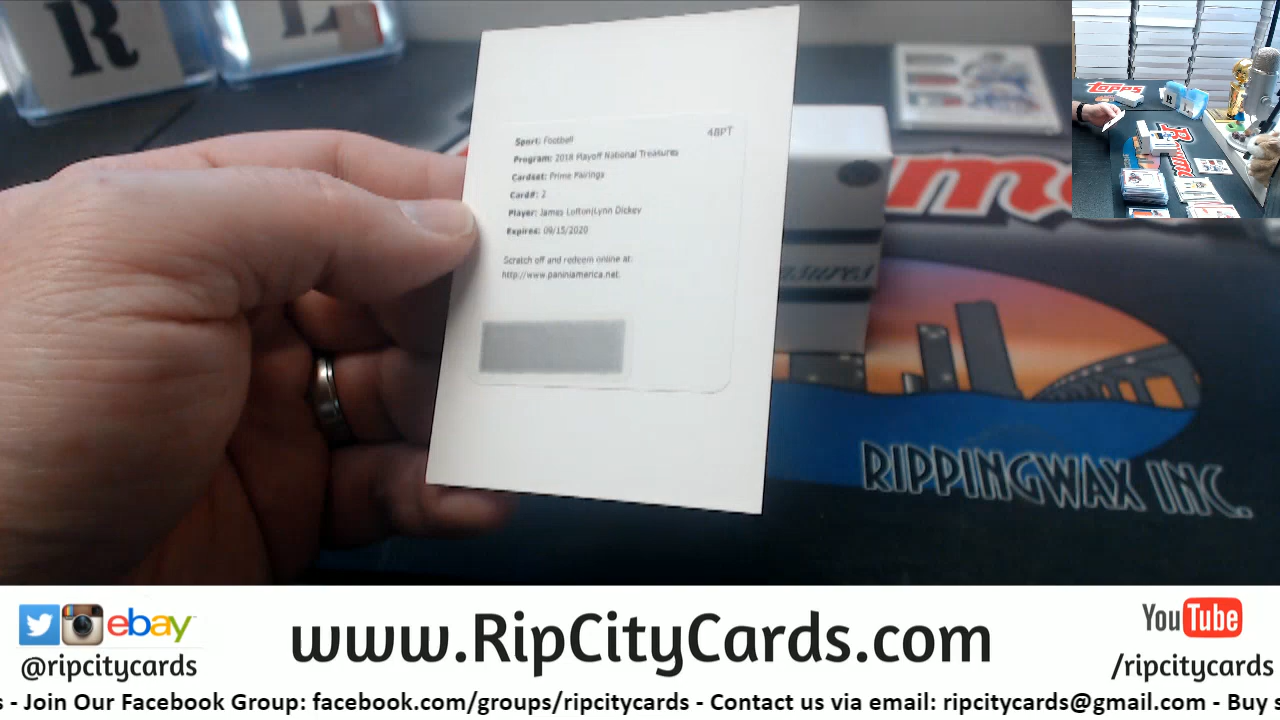 R L
48PT
Sport: Football
Program: 2018 Playoff National Treasures
Cardset: Prime Pairings
Card#: 2
Player: James Lofton|Lynn Dickey
Expires: 09/15/2020
Scratch off and redeem online at:
http://www.paniniamerica.net.
topps
RIPPINGWAX INC.
ebay
@ripcitycards
www.RipCityCards.com
YouTube
/ripcitycards
s - Join Our Facebook Group: facebook.com/groups/ripcitycards - Contact us via email: ripcitycards@gmail.com - Buy s